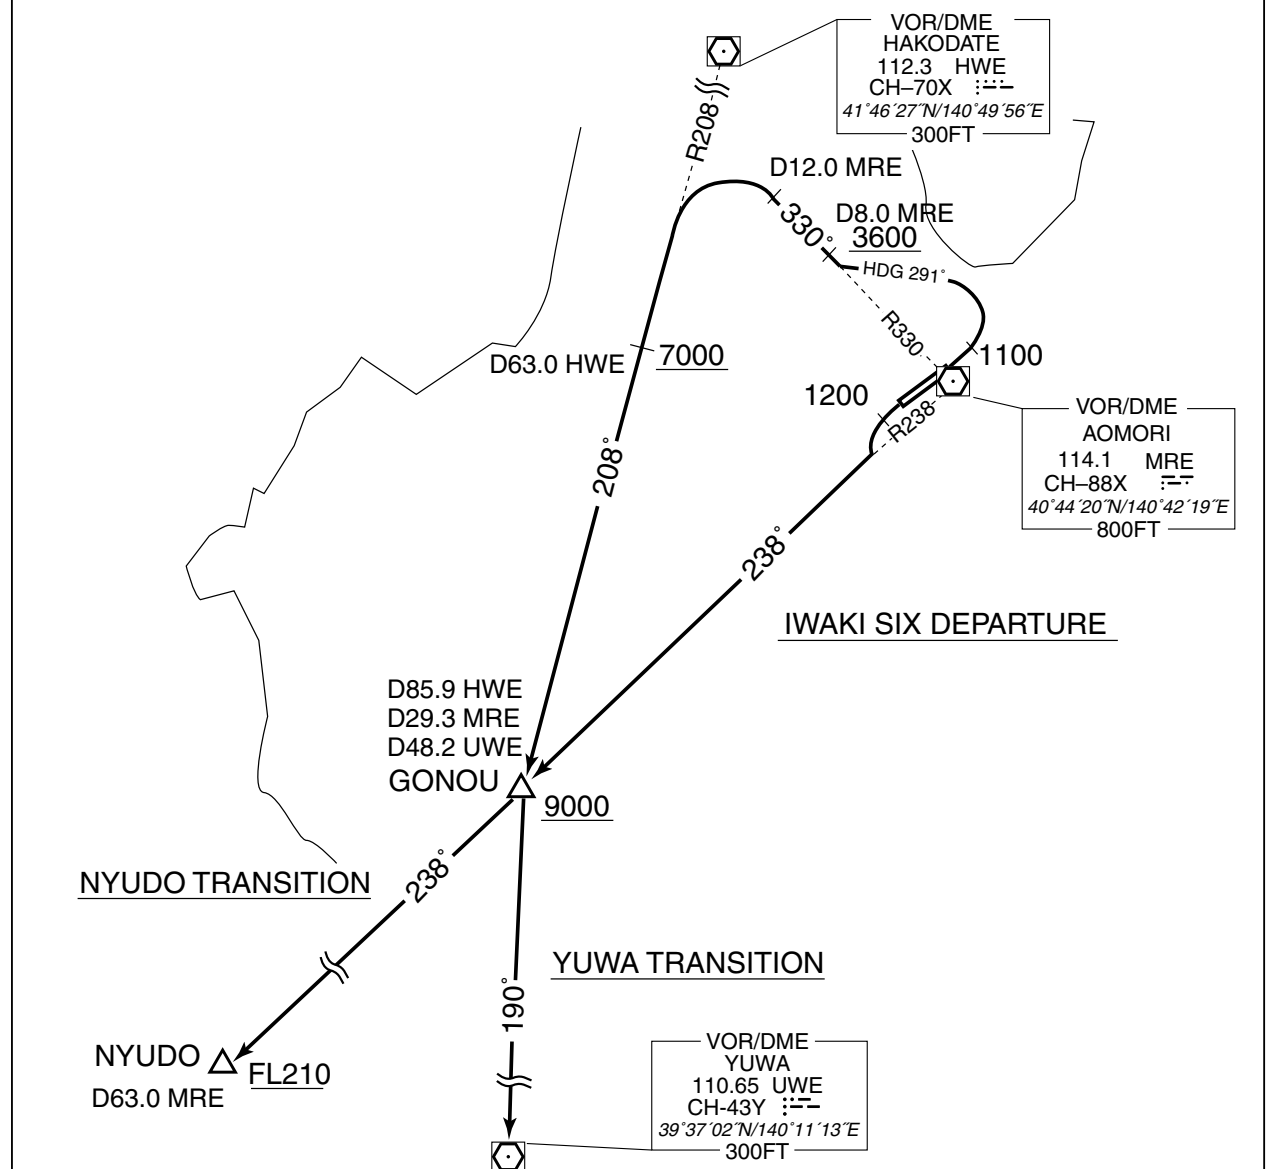 VOR/DME
HAKODATE
112.3 HWE
CH–70X
41°46´27˝N/140°49´56˝E
300FT
R208
D12.0 MRE
330°
D8.0 MRE
3600
HDG 291°
R330
1100
D63.0 HWE
7000
1200
R238
VOR/DME
AOMORI
114.1 MRE
CH–88X
40°44´20˝N/140°42´19˝E
800FT
208°
238°
IWAKI SIX DEPARTURE
D85.9 HWE
D29.3 MRE
D48.2 UWE
GONOU
9000
NYUDO TRANSITION
238°
YUWA TRANSITION
190°
NYUDO
FL210
D63.0 MRE
VOR/DME
YUWA
110.65 UWE
CH-43Y
39°37´02˝N/140°11´13˝E
300FT